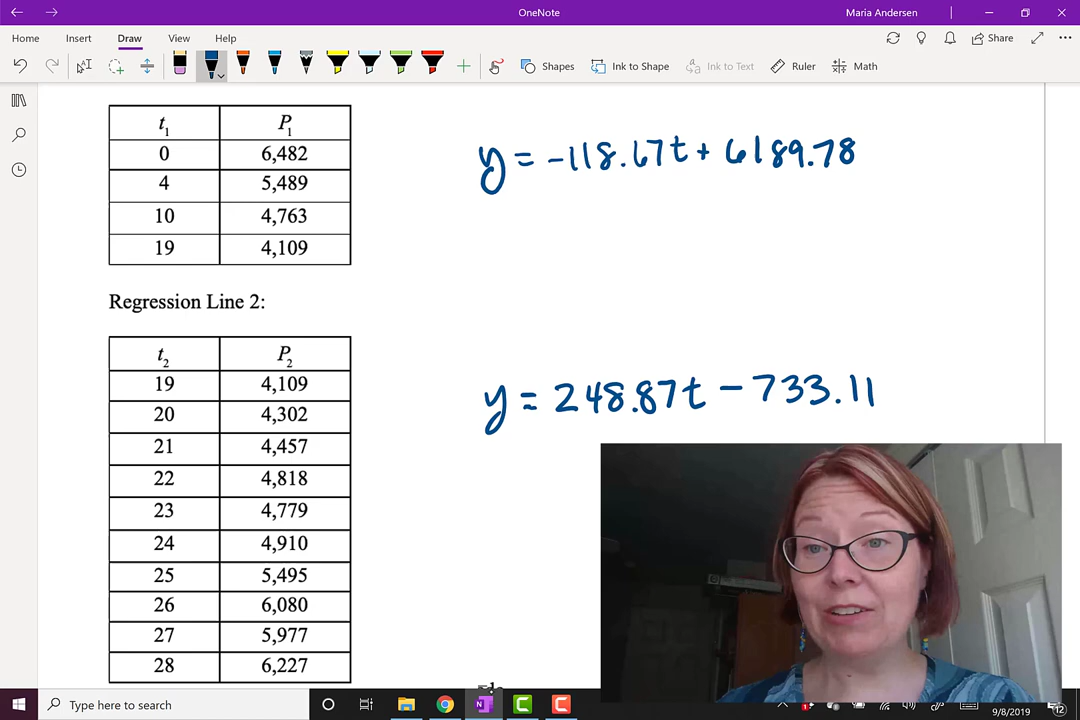 OneNote
Maria Andersen
Home Insert Draw View Help
Share
Shapes Ink to Shape Ink to Text Ruler Math
t₁ P₁
0 6,482
4 5,489
10 4,763
19 4,109
y = -118.67t + 6189.78
Regression Line 2:
t₂ P₂
19 4,109
20 4,302
21 4,457
22 4,818
23 4,779
24 4,910
25 5,495
26 6,080
27 5,977
28 6,227
y = 248.87t - 733.11
Type here to search
9/8/2019
12